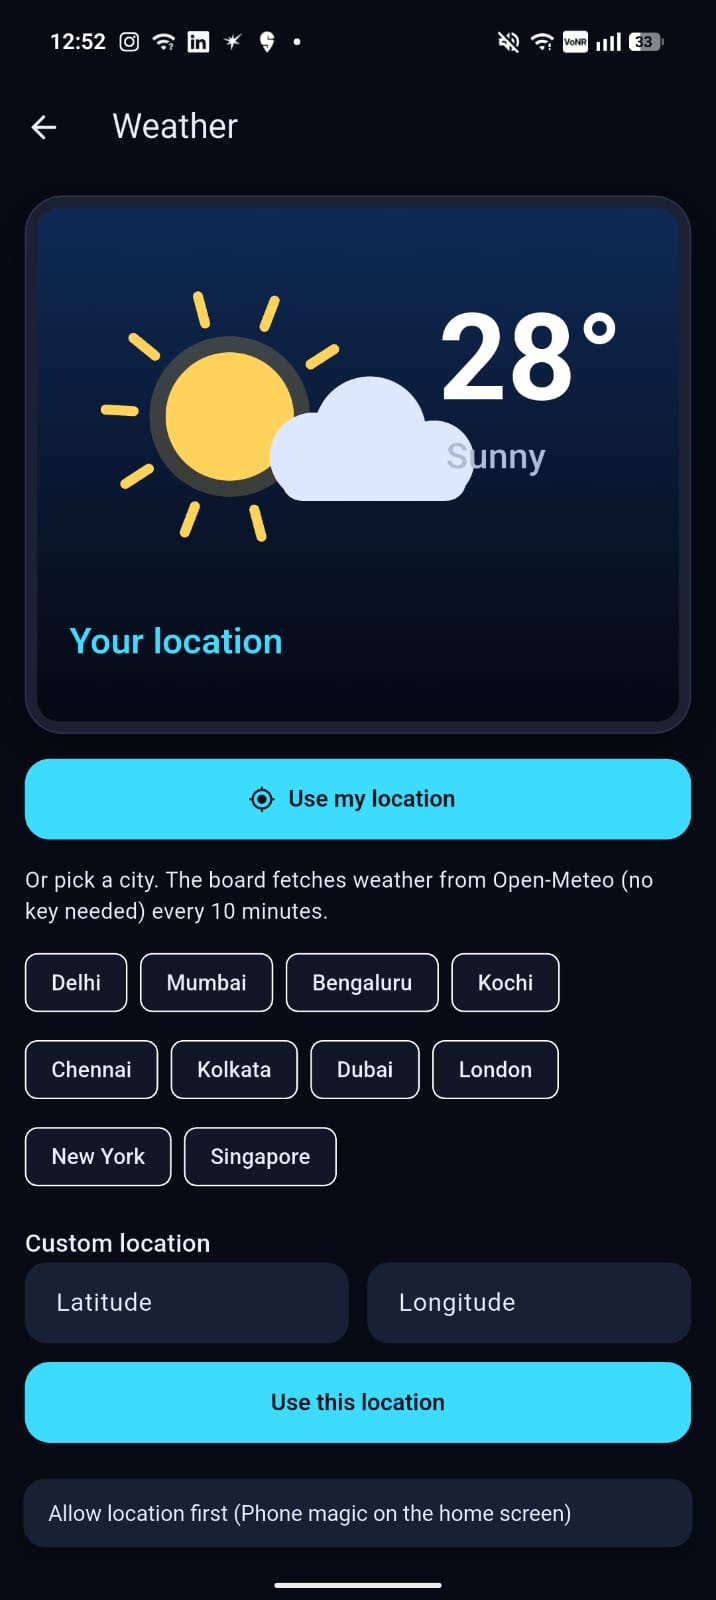 12:52
VoNR
33
Weather
28°
Sunny
Your location
Use my location
Or pick a city. The board fetches weather from Open-Meteo (no
key needed) every 10 minutes.
Delhi
Mumbai
Bengaluru
Kochi
Chennai
Kolkata
Dubai
London
New York
Singapore
Custom location
Latitude
Longitude
Use this location
Allow location first (Phone magic on the home screen)